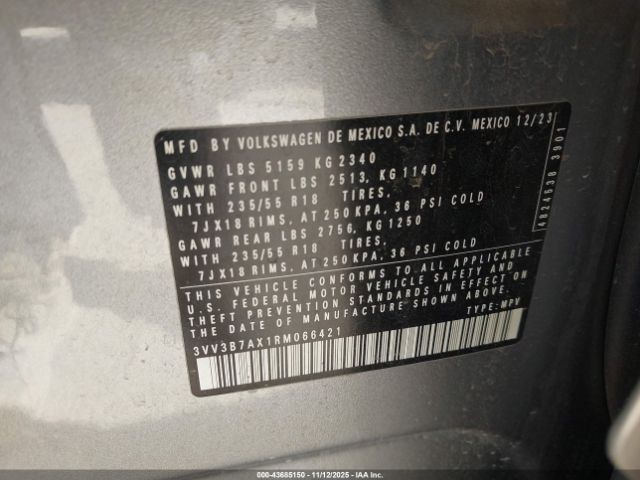 MFD BY VOLKSWAGEN DE MEXICO S.A. DE C.V. MEXICO 12/23
GVWR LBS 5159 KG 2340
GAWR FRONT LBS 2513, KG 1140
WITH 235/55 R18 TIRES,
7JX18 RIMS, AT 250 KPA, 36 PSI COLD
GAWR REAR LBS 2756, KG 1250
WITH 235/55 R18 TIRES,
7JX18 RIMS, AT 250 KPA, 36 PSI COLD
THIS VEHICLE CONFORMS TO ALL APPLICABLE
U.S. FEDERAL MOTOR VEHICLE SAFETY AND
THEFT PREVENTION STANDARDS IN EFFECT ON
THE DATE OF MANUFACTURE SHOWN ABOVE.
3VV3B7AX1RM066421 TYPE: MPV
4824538 3901
000-43685150 - 11/12/2025 - IAA Inc.